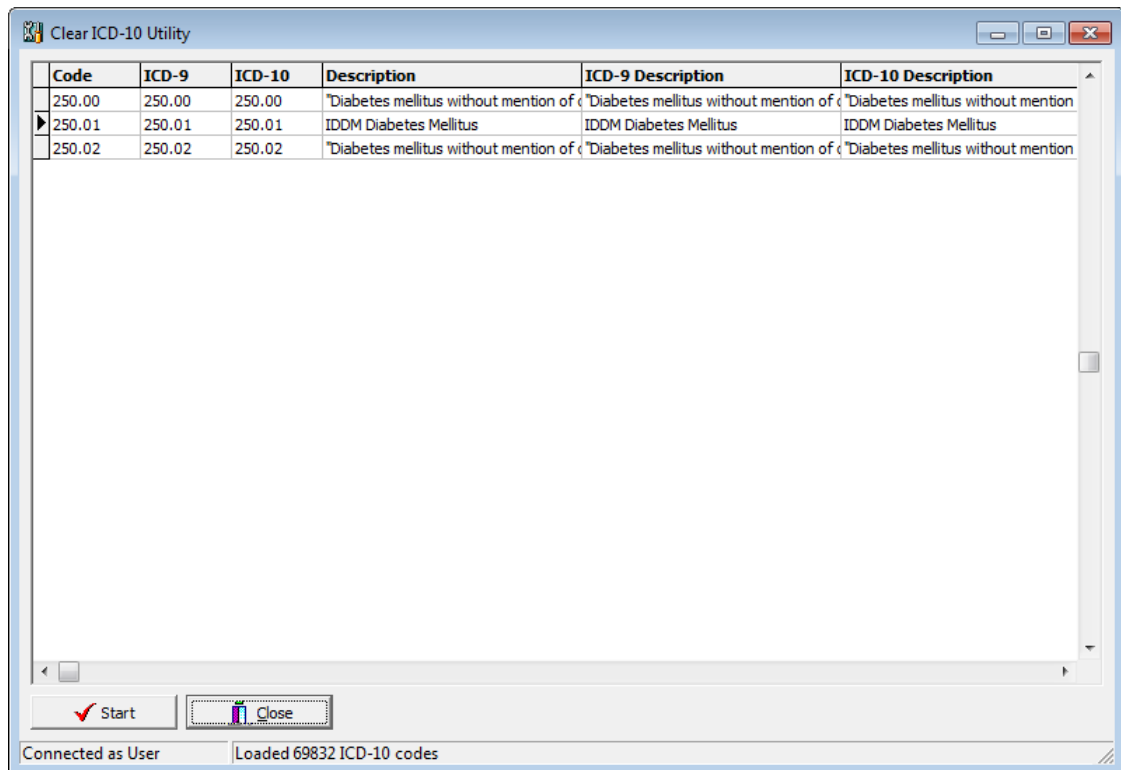 Clear ICD-10 Utility
Code ICD-9 ICD-10 Description ICD-9 Description ICD-10 Description
250.00 250.00 250.00 "Diabetes mellitus without mention of "Diabetes mellitus without mention of "Diabetes mellitus without mention
250.01 250.01 250.01 IDDM Diabetes Mellitus IDDM Diabetes Mellitus IDDM Diabetes Mellitus
250.02 250.02 250.02 "Diabetes mellitus without mention of "Diabetes mellitus without mention of "Diabetes mellitus without mention
Start Close
Connected as User Loaded 69832 ICD-10 codes